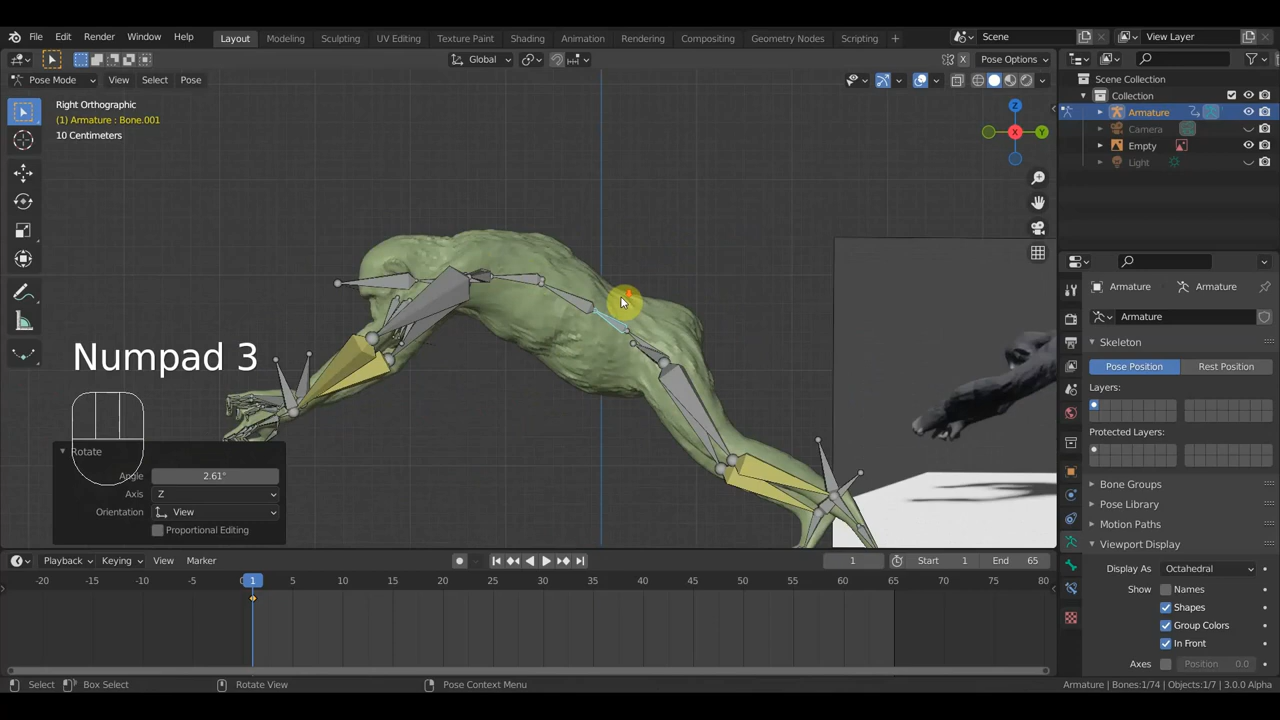 File Edit Render Window Help Layout Modeling Sculpting UV Editing Texture Paint Shading Animation Rendering Compositing Geometry Nodes Scripting Scene View Layer
Global Pose Options
Pose Mode View Select Pose
Right Orthographic
(1) Armature : Bone.001
10 Centimeters
Z
Y
X
Scene Collection
Collection
Armature
Camera
Empty
Light
Armature Armature
Armature
Skeleton
Pose Position Rest Position
Layers:
Protected Layers:
Bone Groups
Pose Library
Motion Paths
Viewport Display
Display As Octahedral
Show Names
Shapes
Group Colors
In Front
Axes Position 0.0
Numpad 3
Rotate
Angle 2.61°
Axis Z
Orientation View
Proportional Editing
Playback Keying View Marker 1 Start 1 End 65
-20 -15 -10 -5 0 1 5 10 15 20 25 30 35 40 45 50 55 60 65 70 75 80
Select Box Select Rotate View Pose Context Menu Armature | Bones:1/74 | Objects:1/7 | 3.0.0 Alpha